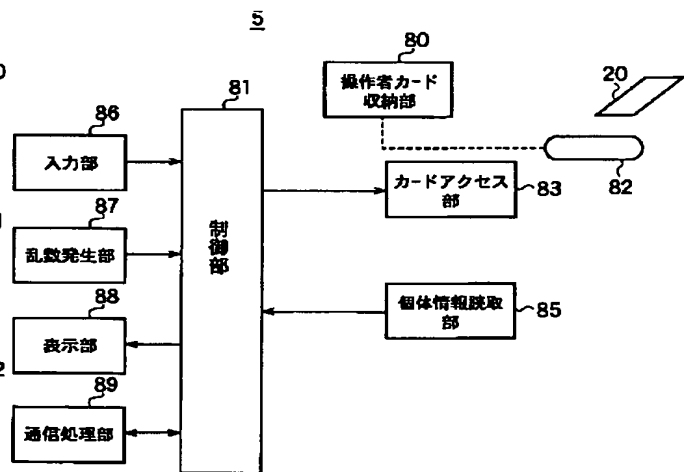 5
80
操作者カード
収納部
20
81
86
入力部
82
カードアクセス
部
83
87
乱数発生部
制御部
88
表示部
個体情報読取
部
85
89
通信処理部